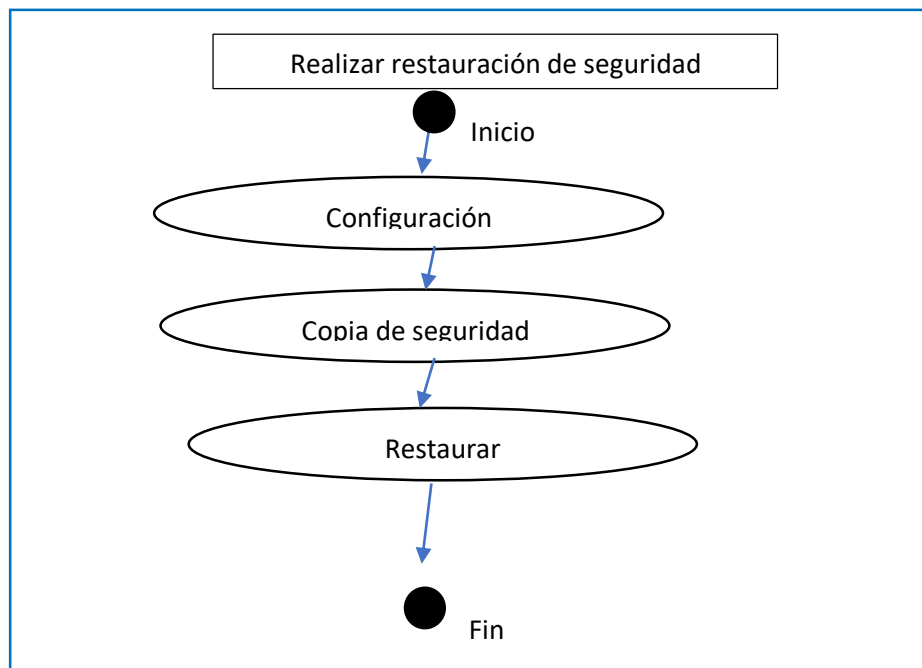 Realizar restauración de seguridad
Inicio
Configuración
Copia de seguridad
Restaurar
Fin